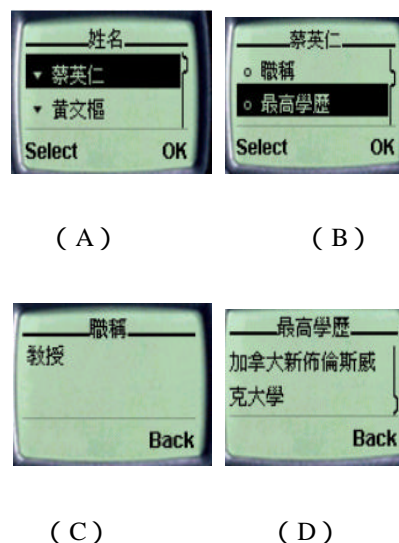 姓名
▼ 蔡英仁
▼ 黃文樞
Select OK
蔡英仁
○ 職稱
○ 最高學歷
Select OK
(A) (B)
職稱
教授
Back
最高學歷
加拿大新佈倫斯威
克大學
Back
(C) (D)